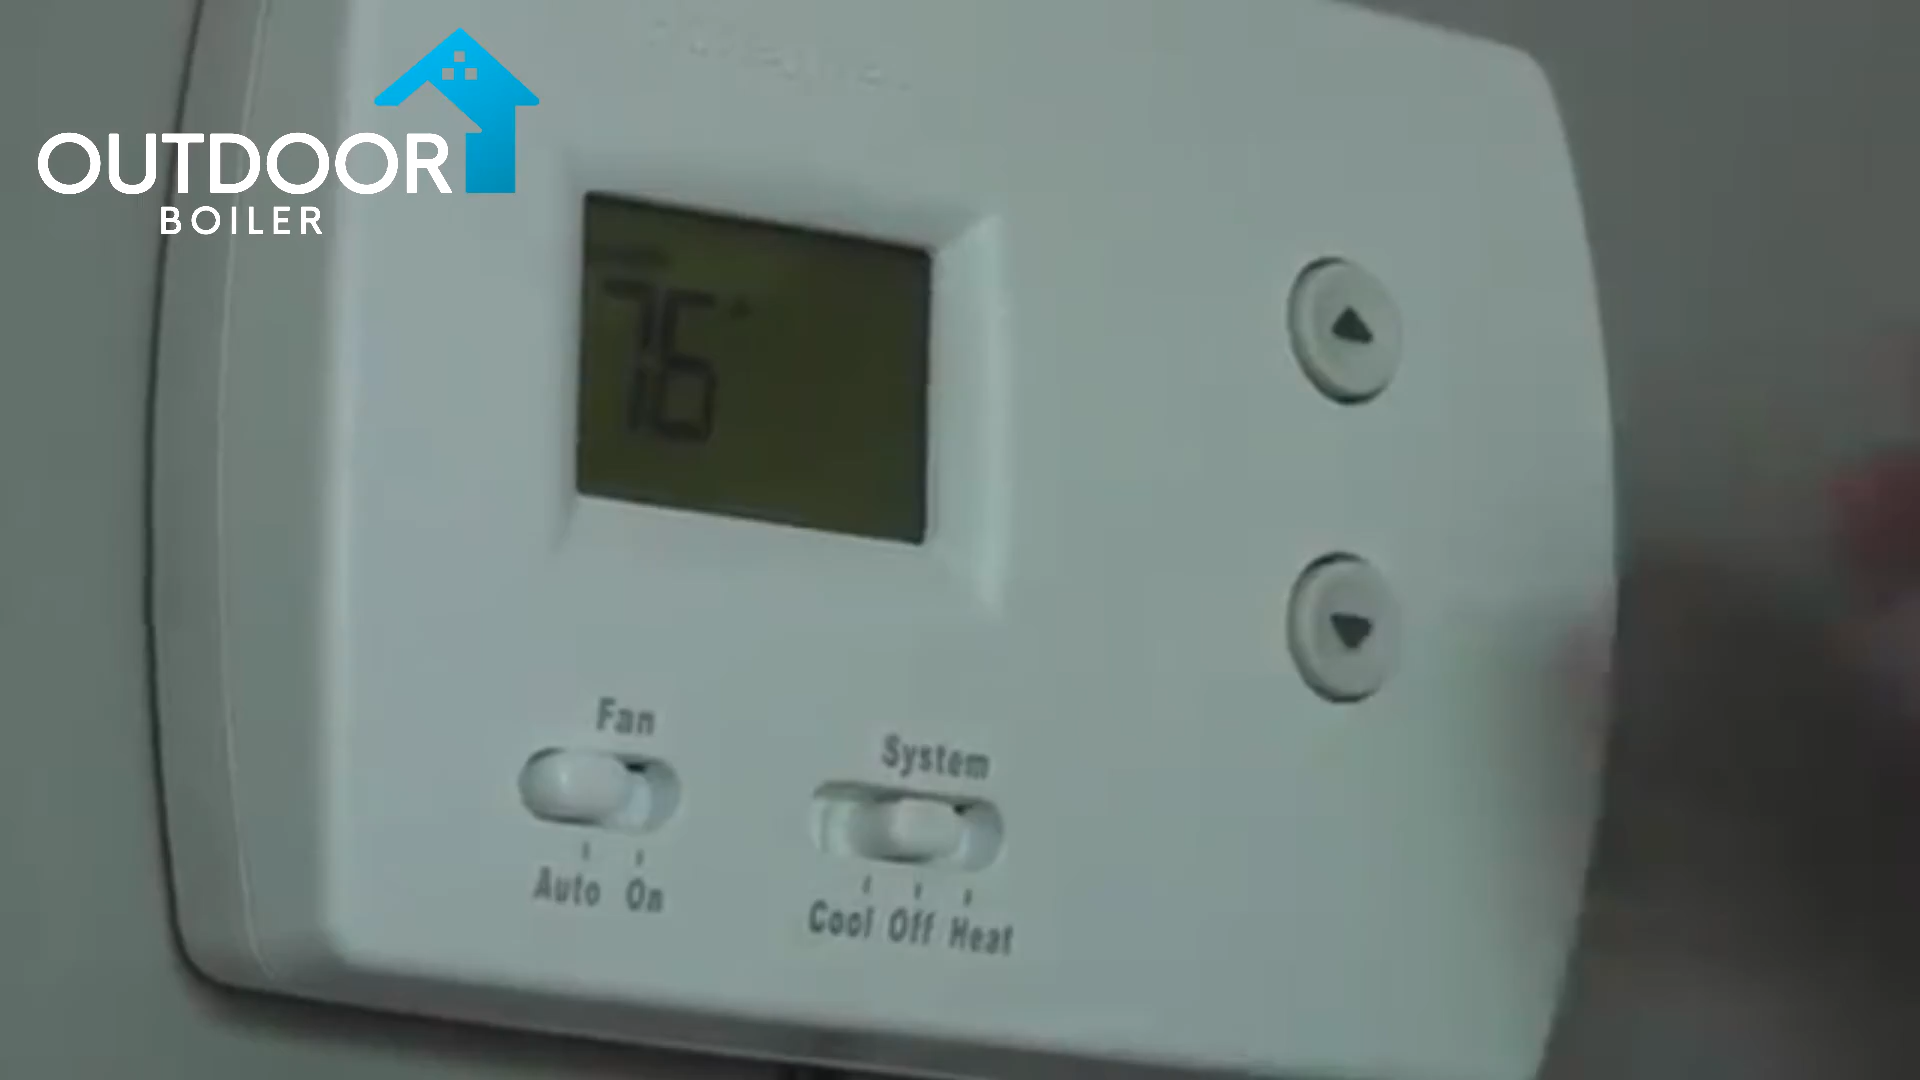 OUTDOOR
BOILER
76°
Fan
System
Auto On
Cool Off Heat